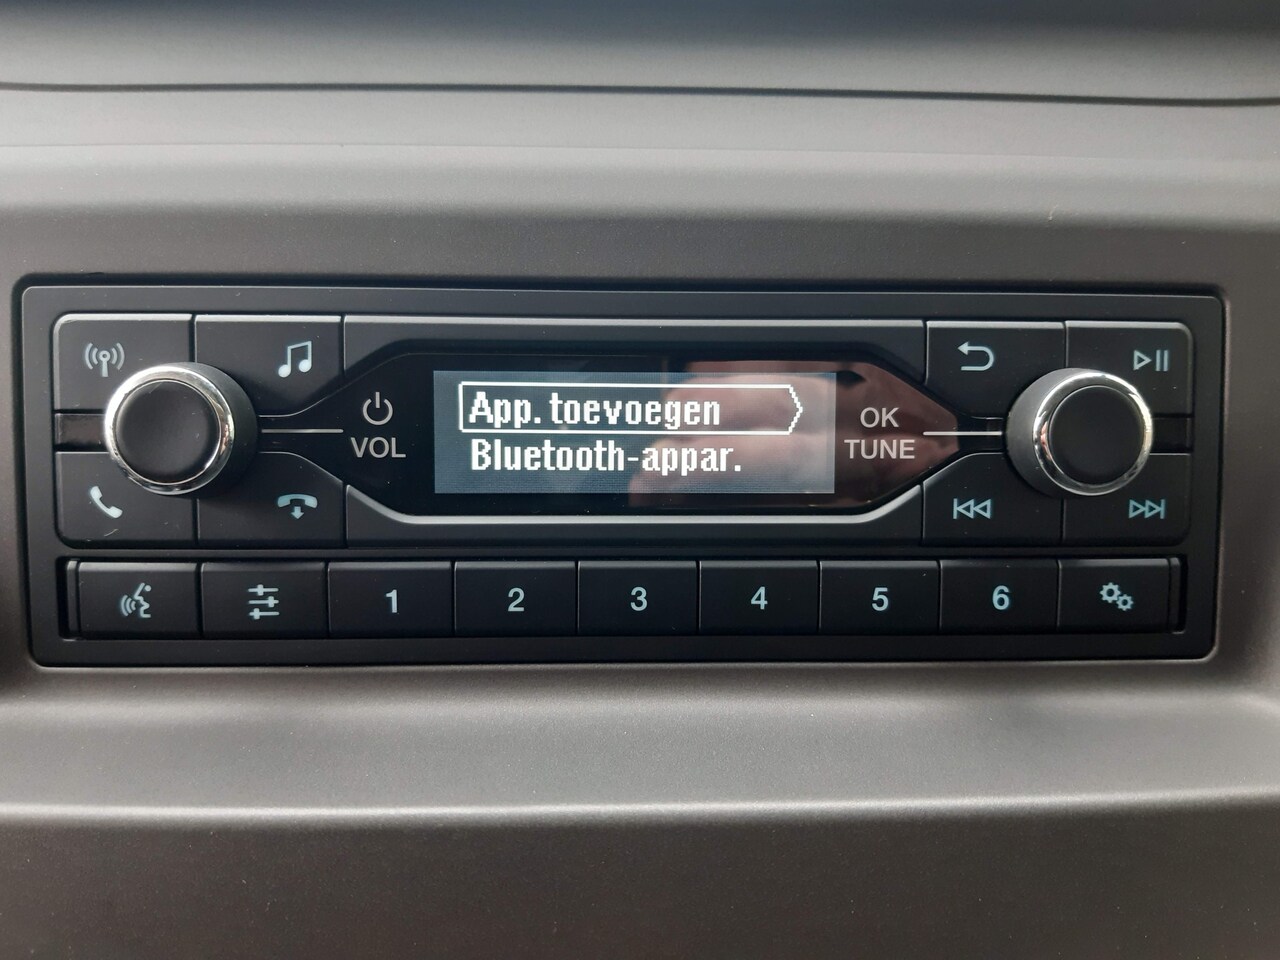 App. toevoegen
Bluetooth-appar.
VOL
OK
TUNE
1 2 3 4 5 6